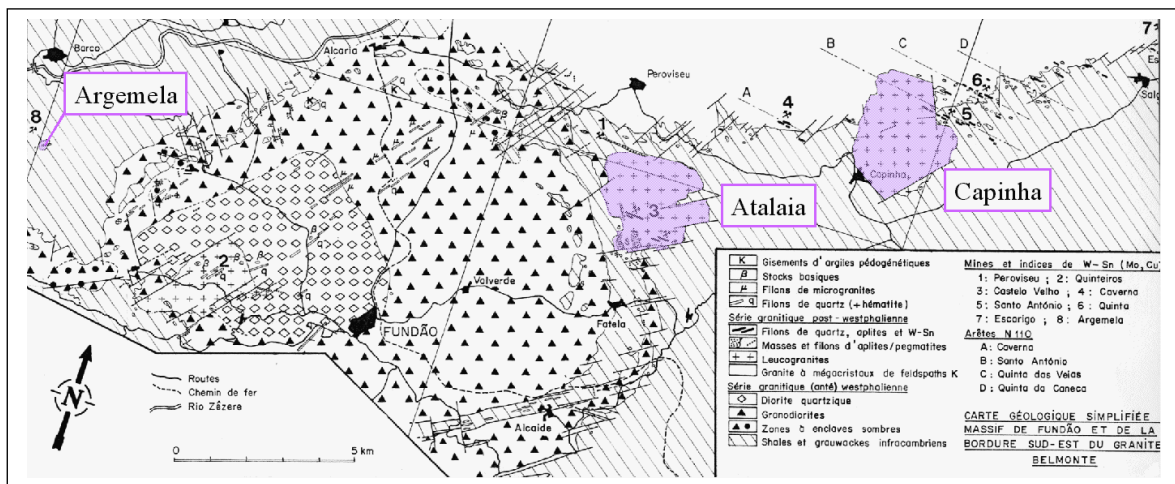 Barco
Alcaria
Peroviseu
A
B
C
D
4
5
6
7
Es
Salg
8
Argemela
1
2
3
Atalaia
Capinha
Capinha
Valverde
FUNDÃO
Fatela
Alcaide
N
Routes
Chemin de fer
Rio Zêzere
0 5 km
K Gisements d'argiles pédogénétiques
β Stocks basiques
μ Filons de microgranites
q Filons de quartz (+hématite)
Série granitique post-westphalienne
Filons de quartz, aplites et W-Sn
Masses et filons d'aplites/pegmatites
Leucogranites
Granite à mégacristaux de feldspaths K
Série granitique (anté) westphalienne
Diorite quartzique
Granodiorites
Zones à enclaves sombres
Shales et grauwackes infracambriens
Mines et indices de W-Sn (Mo,Cu)
1: Peroviseu ; 2: Quinteiros
3: Castelo Velho ; 4: Caverna
5: Santo António ; 6: Quinta
7: Escarigo ; 8: Argemela
Arêtes N110
A: Caverna
B: Santo António
C: Quinta das Veias
D: Quinta da Caneca
CARTE GÉOLOGIQUE SIMPLIFIÉE
MASSIF DE FUNDÃO ET DE LA
BORDURE SUD-EST DU GRANITE
BELMONTE